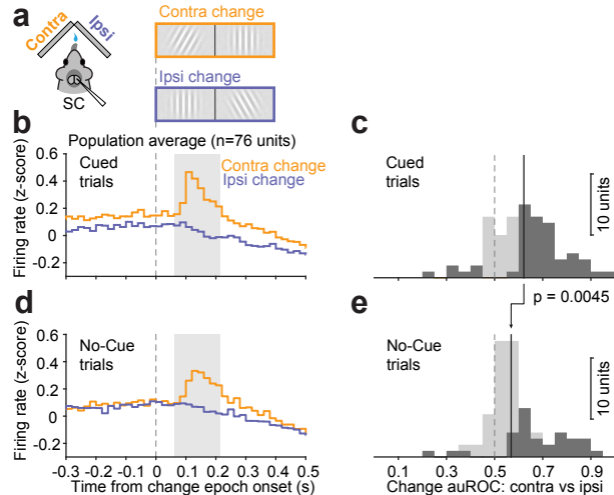 a
Contra
Ipsi
SC
Contra change
Ipsi change
b
Population average (n=76 units)
Cued
trials
Contra change
Ipsi change
Firing rate (z-score)
0.6
0.4
0.2
0
-0.2
c
Cued
trials
10 units
d
No-Cue
trials
Firing rate (z-score)
0.6
0.4
0.2
0
-0.2
-0.3 -0.2 -0.1 0 0.1 0.2 0.3 0.4 0.5
Time from change epoch onset (s)
e
p = 0.0045
No-Cue
trials
10 units
0.1 0.3 0.5 0.7 0.9
Change auROC: contra vs ipsi